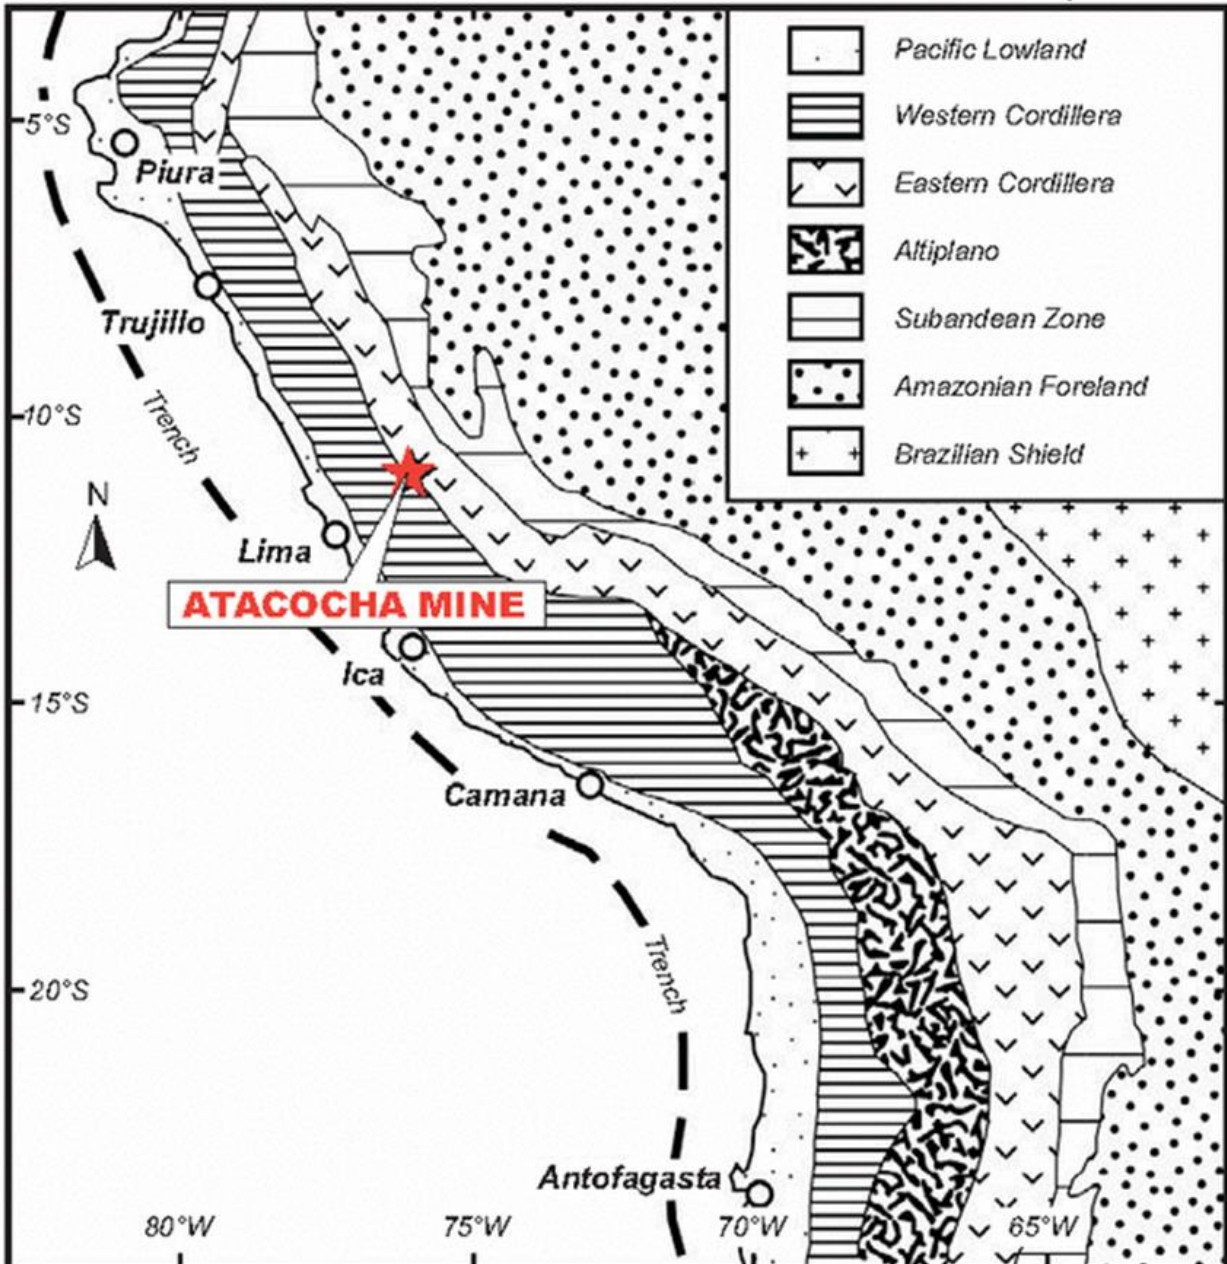 Pacific Lowland
Western Cordillera
Eastern Cordillera
Altiplano
Subandean Zone
Amazonian Foreland
Brazilian Shield
5°S
Piura
Trujillo
10°S
Trench
N
Lima
ATACOCHA MINE
Ica
15°S
Camana
Trench
20°S
Antofagasta
80°W
75°W
70°W
65°W